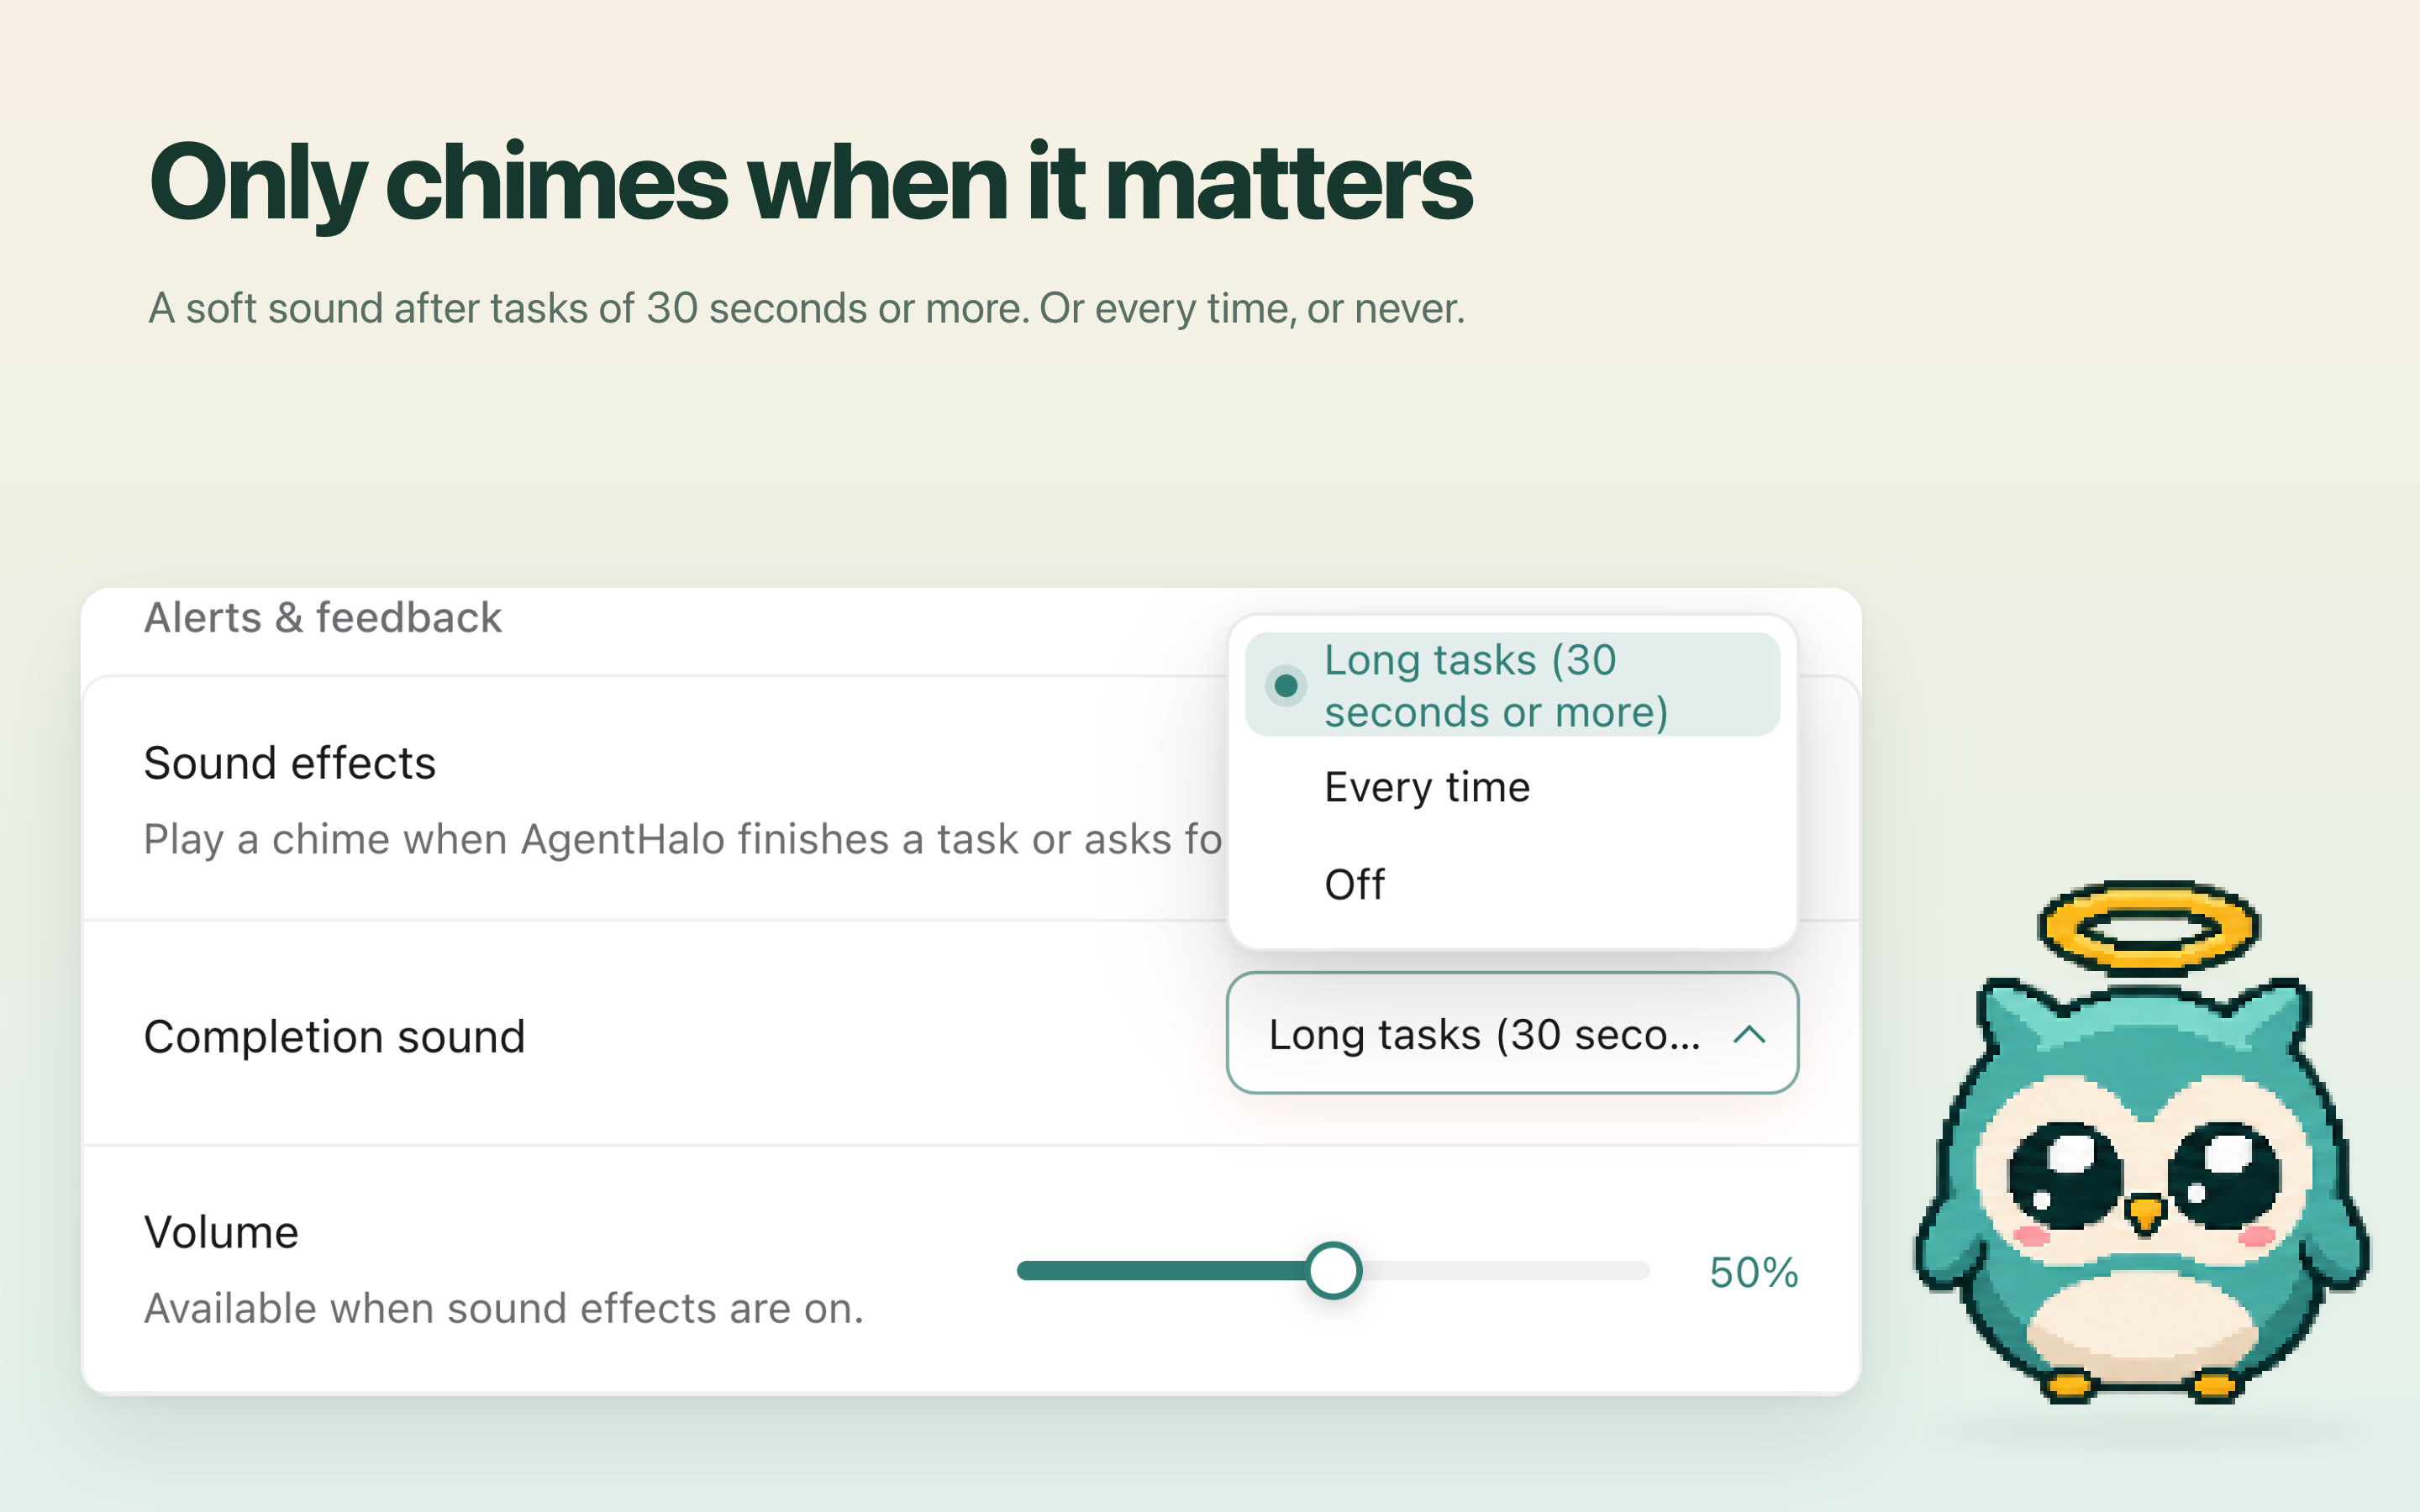 Only chimes when it matters
A soft sound after tasks of 30 seconds or more. Or every time, or never.
Alerts & feedback
Long tasks (30
seconds or more)
Every time
Off
Sound effects
Play a chime when AgentHalo finishes a task or asks fo
Completion sound
Long tasks (30 seco...
Volume
Available when sound effects are on.
50%